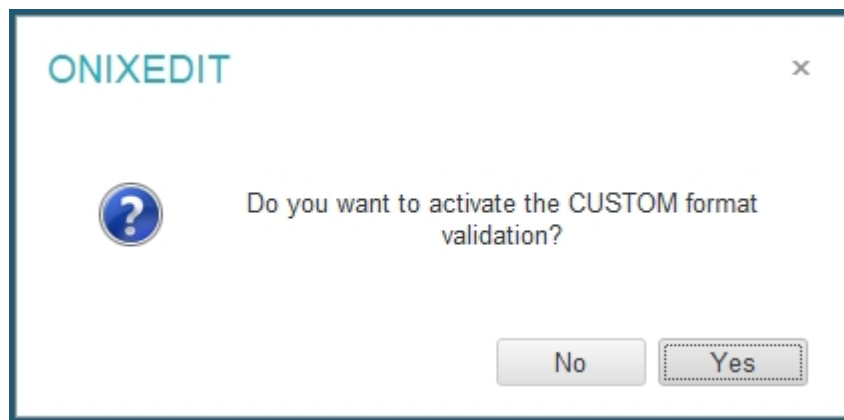 ONIXEDIT
Do you want to activate the CUSTOM format
validation?
No Yes